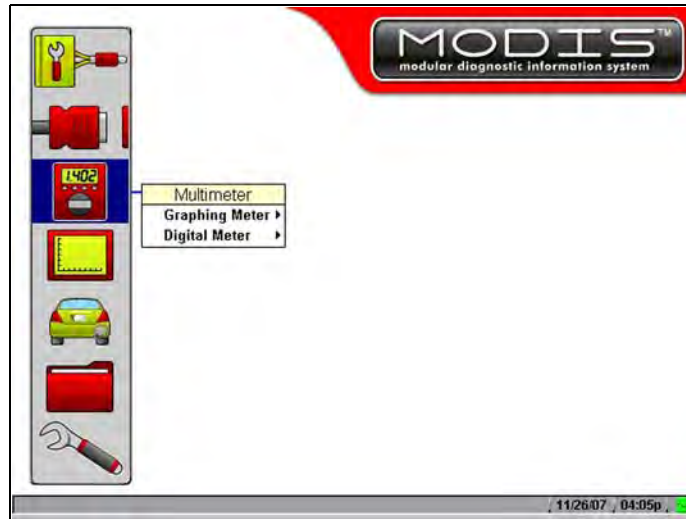 MODIS™
modular diagnostic information system
1.402
Multimeter
Graphing Meter
Digital Meter
11/26/07 04:05p